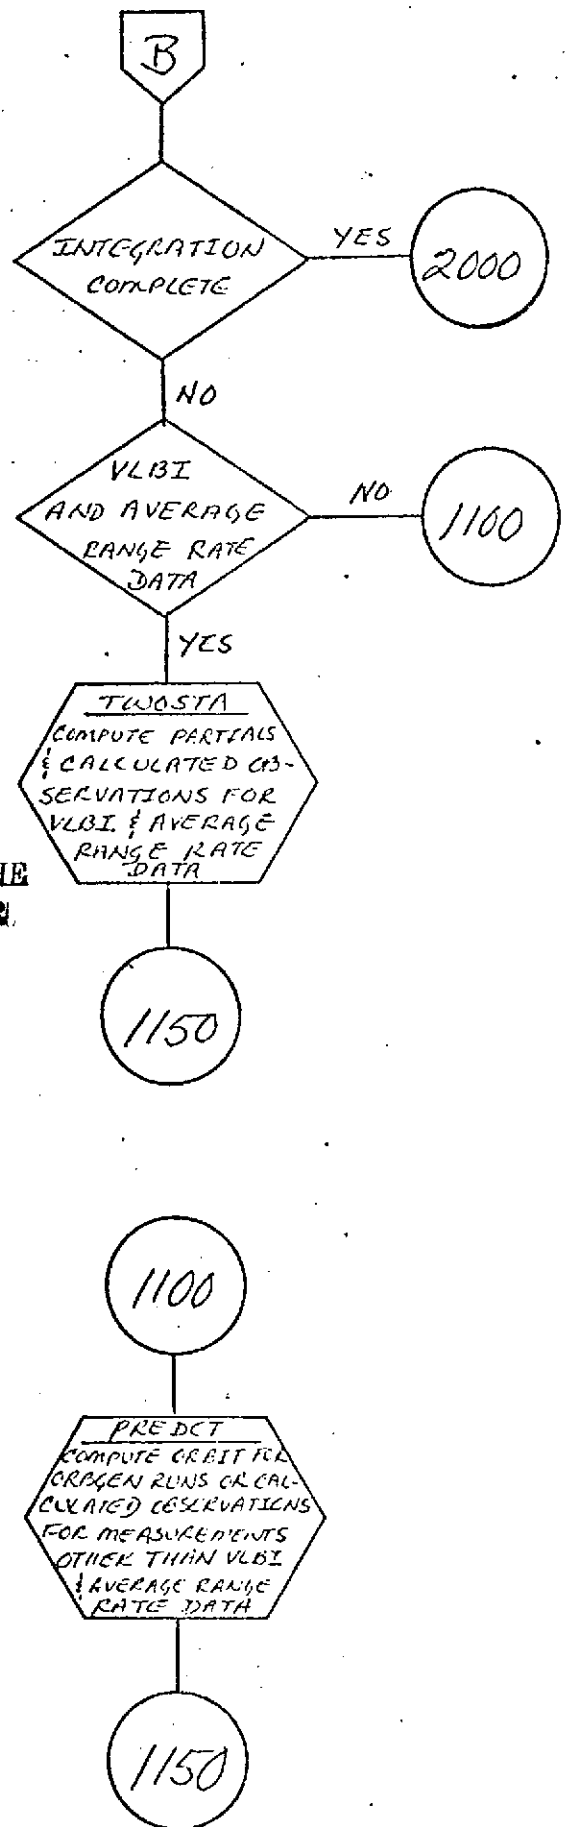 B
INTEGRATION
COMPLETE
YES
2000
NO
VLBI
AND AVERAGE
RANGE RATE
DATA
NO
1100
YES
TWOSTA
COMPUTE PARTIALS
& CALCULATED OB-
SERVATIONS FOR
VLBI & AVERAGE
RANGE RATE
DATA
1150
1100
PREDCT
COMPUTE ORBIT FOR
ORBGEN RUNS OR CAL-
CULATED OBSERVATIONS
FOR MEASUREMENTS
OTHER THAN VLBI
& AVERAGE RANGE
RATE DATA
1150